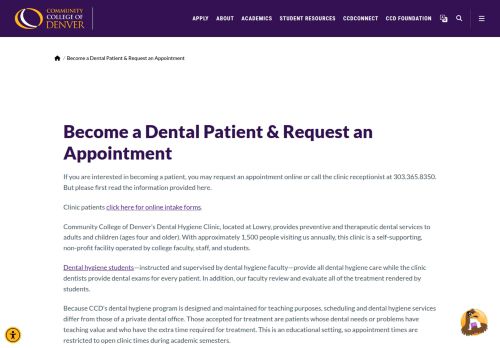 COMMUNITY
COLLEGE OF
DENVER
APPLY ABOUT ACADEMICS STUDENT RESOURCES CCDCONNECT CCD FOUNDATION
/ Become a Dental Patient & Request an Appointment
Become a Dental Patient & Request an
Appointment
If you are interested in becoming a patient, you may request an appointment online or call the clinic receptionist at 303.365.8350.
But please first read the information provided here.
Clinic patients click here for online intake forms.
Community College of Denver's Dental Hygiene Clinic, located at Lowry, provides preventive and therapeutic dental services to
adults and children (ages four and older). With approximately 1,500 people visiting us annually, this clinic is a self-supporting,
non-profit facility operated by college faculty, staff, and students.
Dental hygiene students—instructed and supervised by dental hygiene faculty—provide all dental hygiene care while the clinic
dentists provide dental exams for every patient. In addition, our faculty review and evaluate all of the treatment rendered by
students.
Because CCD's dental hygiene program is designed and maintained for teaching purposes, scheduling and dental hygiene services
differ from those of a private dental office. Those accepted for treatment are patients whose dental needs or problems have
teaching value and who have the extra time required for treatment. This is an educational setting, so appointment times are
restricted to open clinic times during academic semesters.